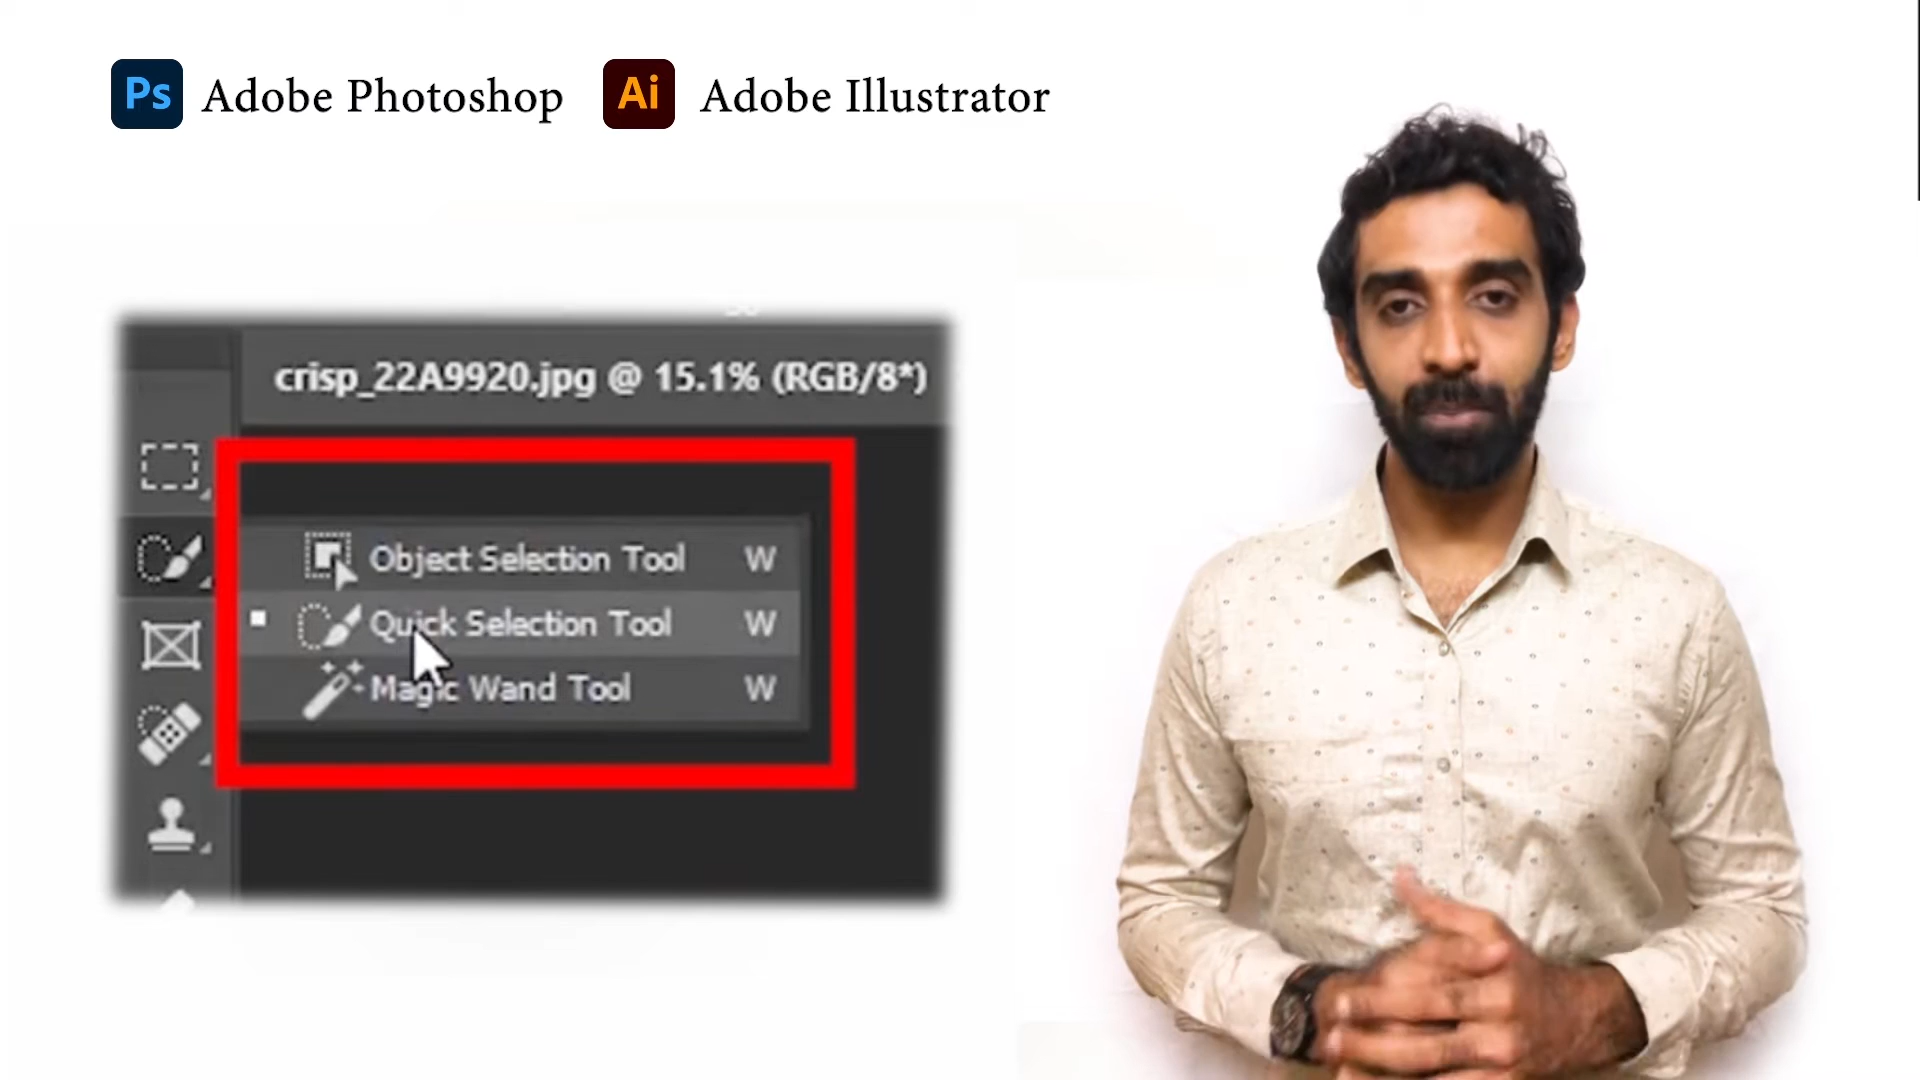 Ps Adobe Photoshop Ai Adobe Illustrator
crisp_22A9920.jpg @ 15.1% (RGB/8*)
Object Selection Tool W
Quick Selection Tool W
Magic Wand Tool W